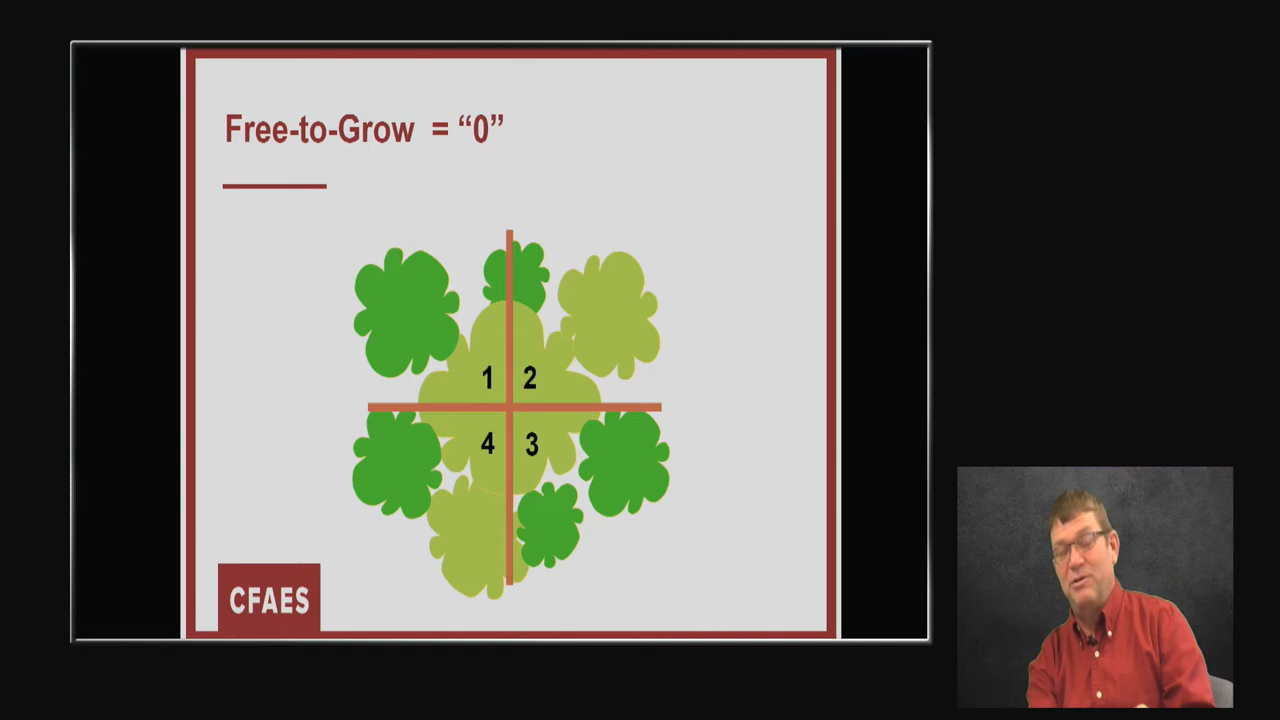 Free-to-Grow = “0”
1 2
4 3
CFAES